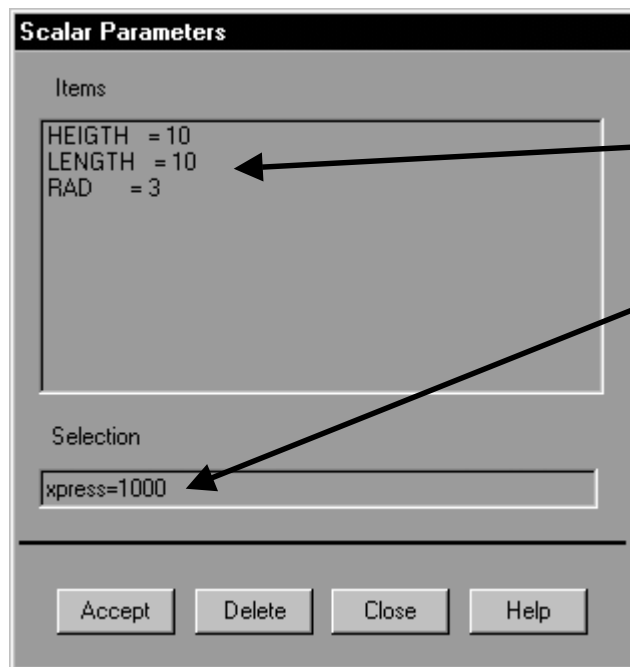 Scalar Parameters
Items
HEIGTH = 10
LENGTH = 10
RAD = 3
Selection
xpress=1000
Accept Delete Close Help